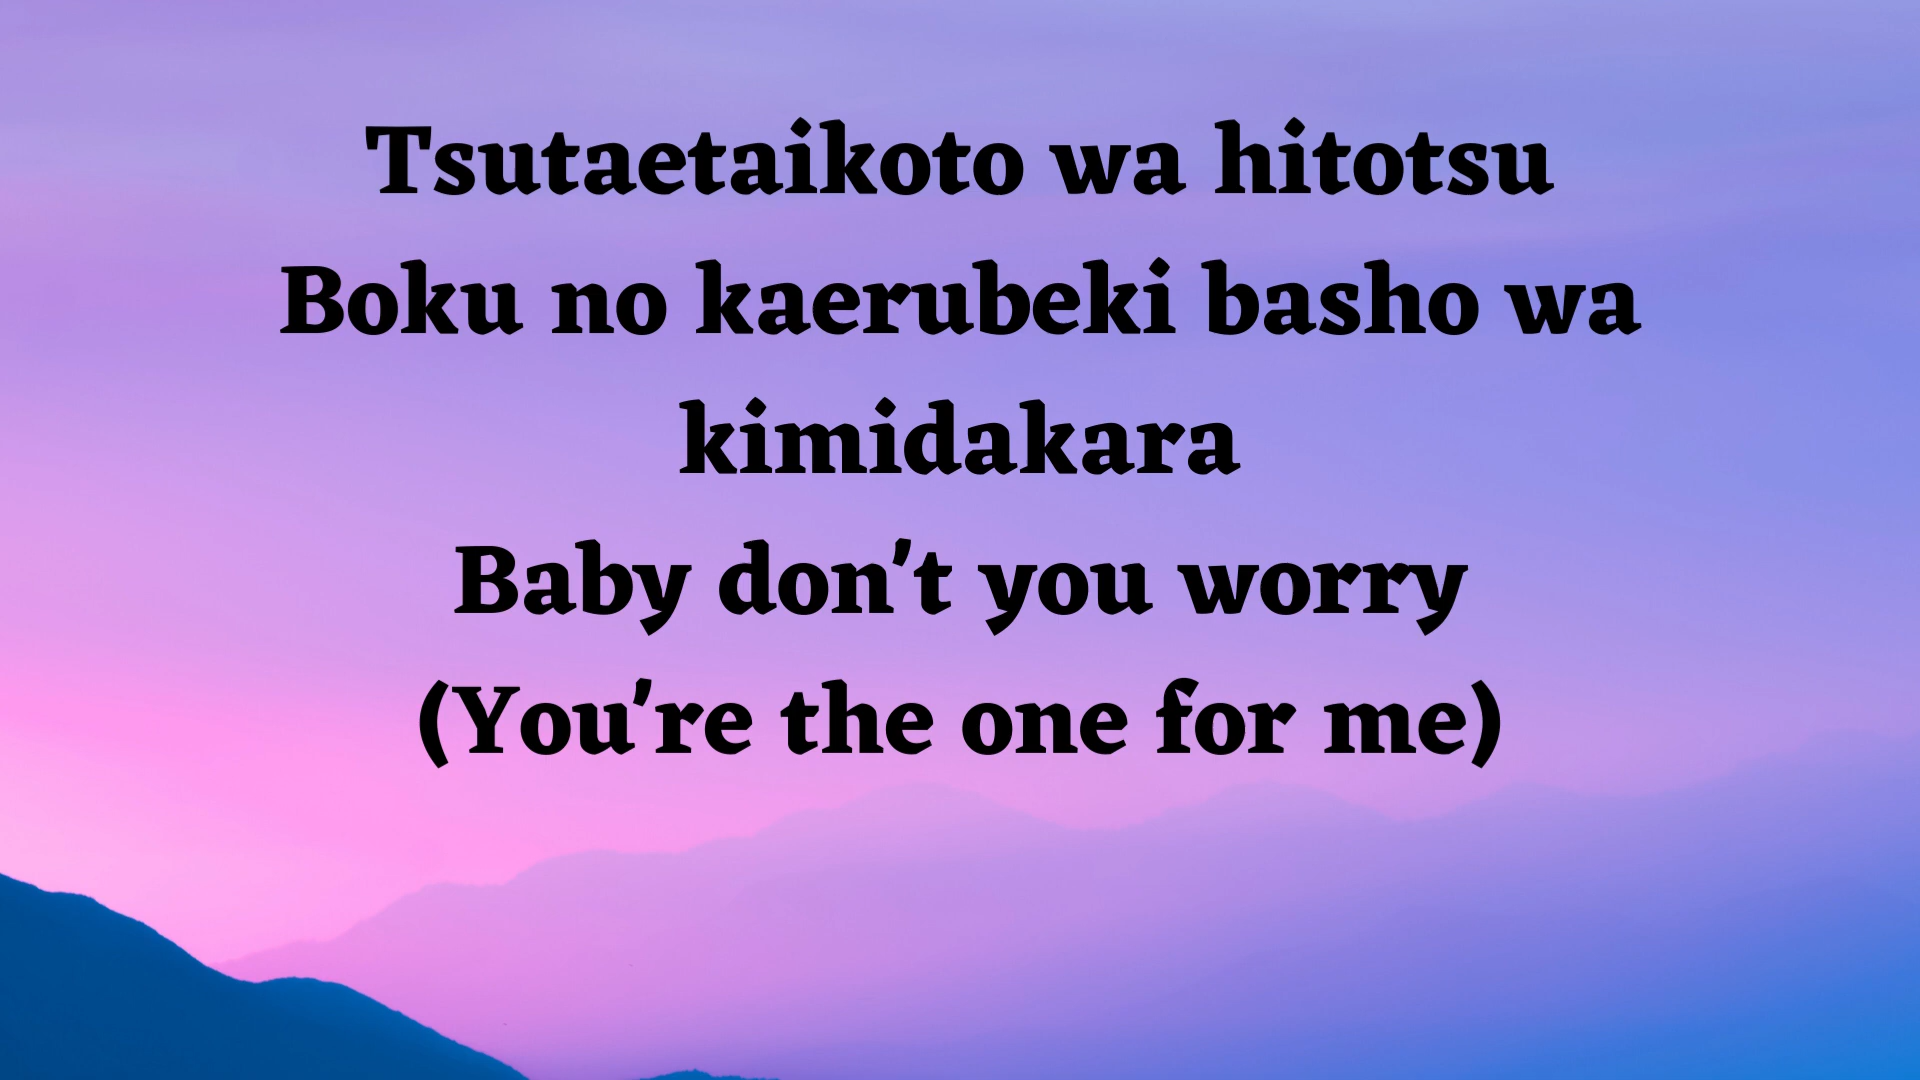 Tsutaetaikoto wa hitotsu
Boku no kaerubeki basho wa
kimidakara
Baby don't you worry
(You're the one for me)